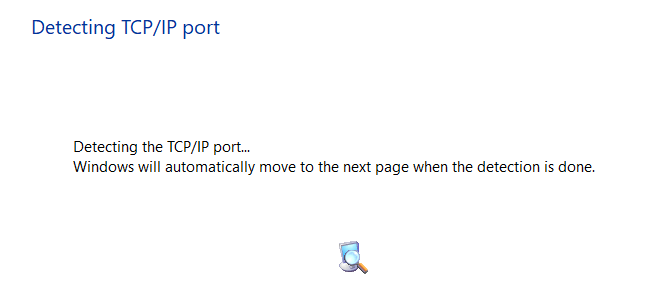 Detecting TCP/IP port
Detecting the TCP/IP port...
Windows will automatically move to the next page when the detection is done.